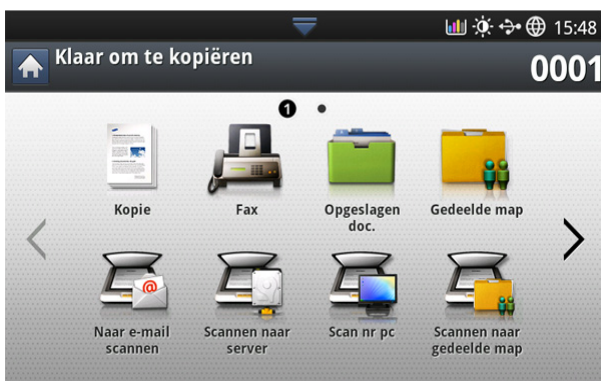 15:48
Klaar om te kopiëren
0001
1
Kopie
Fax
Opgeslagen
doc.
Gedeelde map
Naar e-mail
scannen
Scannen naar
server
Scan nr pc
Scannen naar
gedeelde map